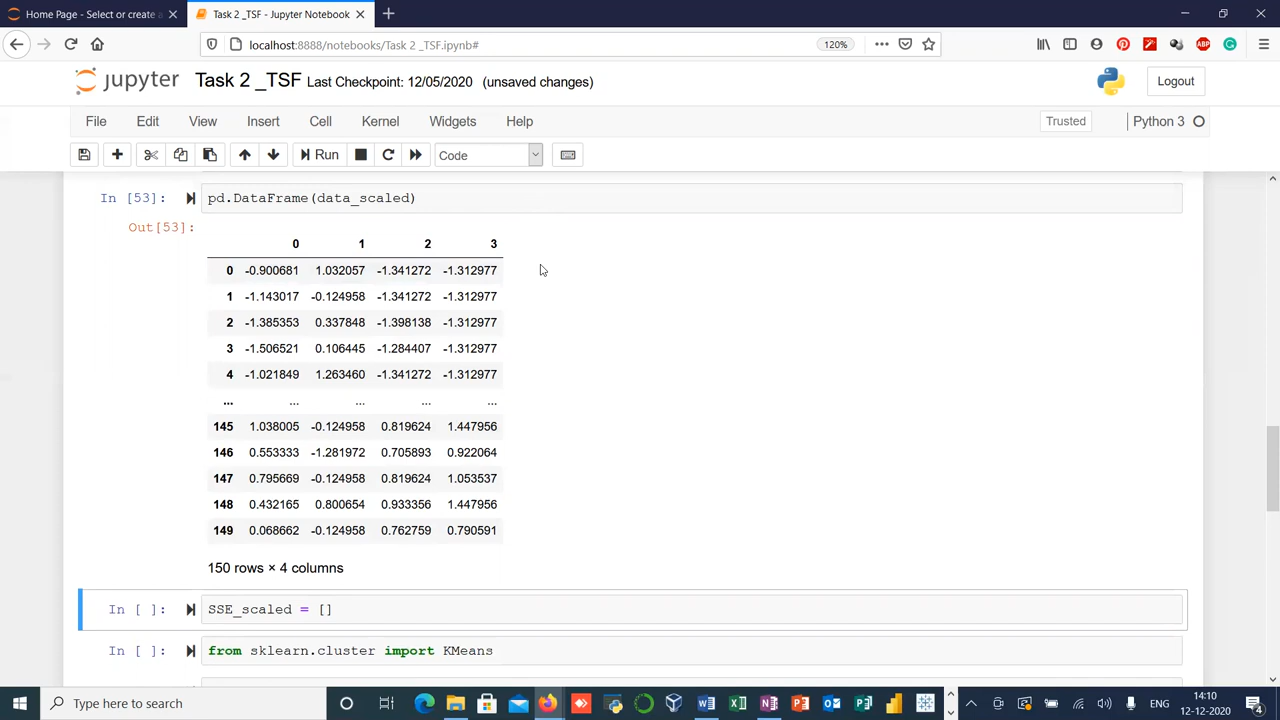 Home Page - Select or create a
Task 2 _TSF - Jupyter Notebook
localhost:8888/notebooks/Task 2 _TSF.ipynb#
120%
ABP
jupyter Task 2 _TSF Last Checkpoint: 12/05/2020 (unsaved changes)
Logout
File Edit View Insert Cell Kernel Widgets Help
Trusted
Python 3
Run
Code
In [53]: pd.DataFrame(data_scaled)
Out[53]:
0 1 2 3
0 -0.900681 1.032057 -1.341272 -1.312977
1 -1.143017 -0.124958 -1.341272 -1.312977
2 -1.385353 0.337848 -1.398138 -1.312977
3 -1.506521 0.106445 -1.284407 -1.312977
4 -1.021849 1.263460 -1.341272 -1.312977
... ... ... ... ...
145 1.038005 -0.124958 0.819624 1.447956
146 0.553333 -1.281972 0.705893 0.922064
147 0.795669 -0.124958 0.819624 1.053537
148 0.432165 0.800654 0.933356 1.447956
149 0.068662 -0.124958 0.762759 0.790591
150 rows × 4 columns
In [ ]: SSE_scaled = []
In [ ]: from sklearn.cluster import KMeans
Type here to search
ENG
14:10
12-12-2020
4